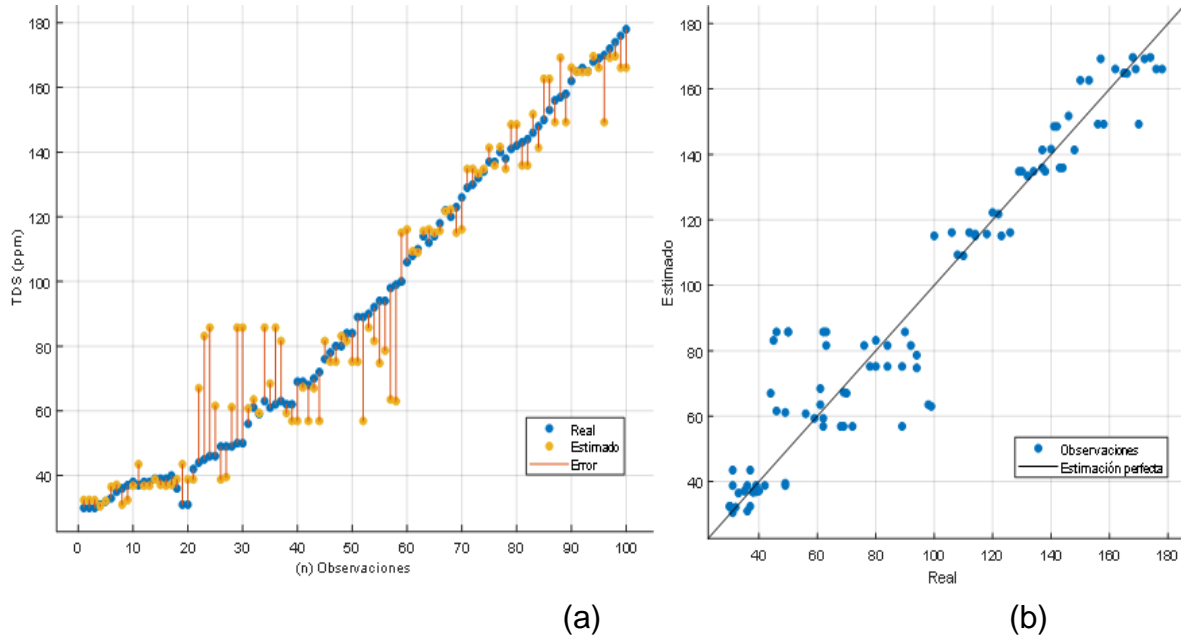 180
160
140
120
100
80
60
40
TDS (ppm)
0 10 20 30 40 50 60 70 80 90 100
(n) Observaciones
Real
Estimado
Error
(a)
180
160
140
120
100
80
60
40
Estimado
40 60 80 100 120 140 160 180
Real
Observaciones
Estimación perfecta
(b)